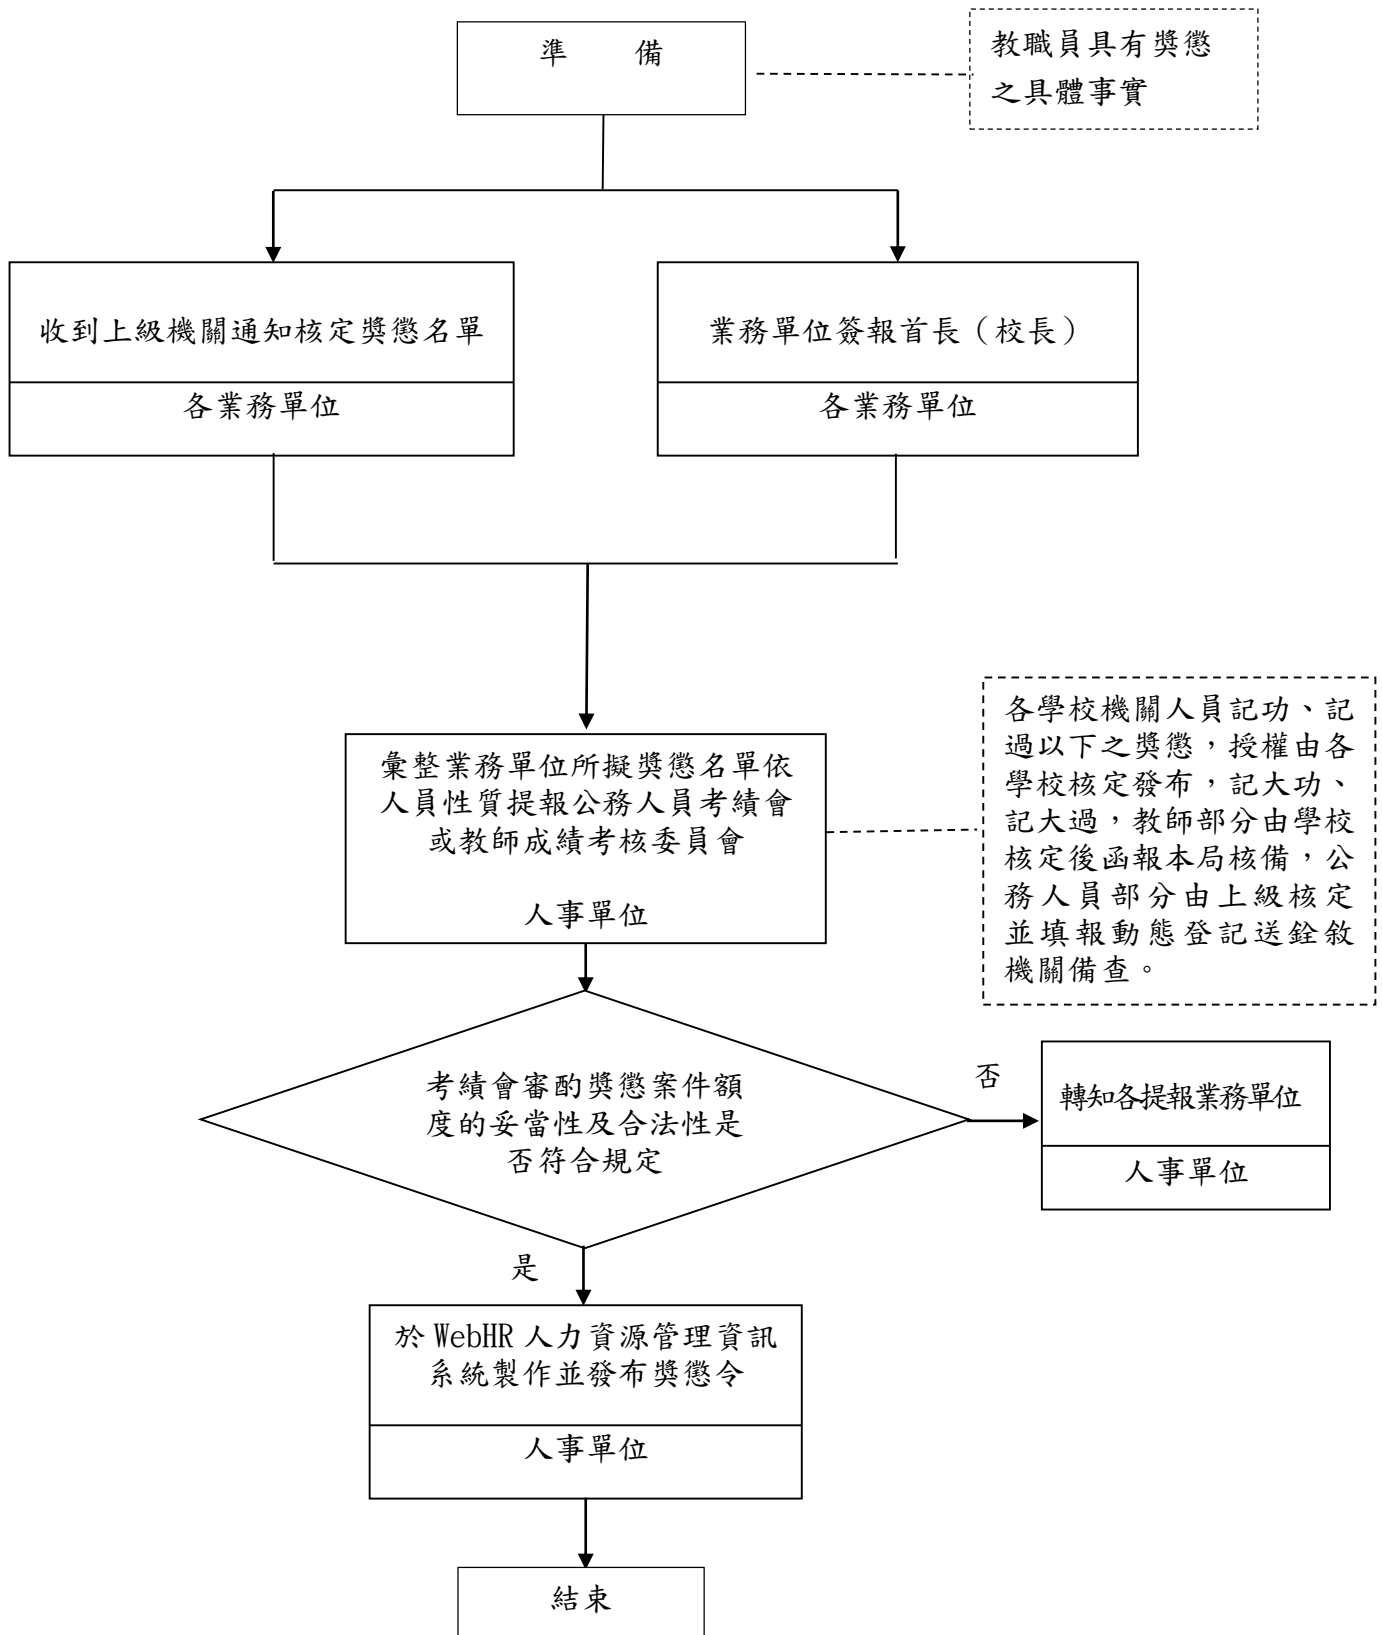 準　　備
教職員具有獎懲
之具體事實
收到上級機關通知核定獎懲名單
各業務單位
業務單位簽報首長（校長）
各業務單位
彙整業務單位所擬獎懲名單依
人員性質提報公務人員考績會
或教師成績考核委員會
人事單位
各學校機關人員記功、記
過以下之獎懲，授權由各
學校核定發布，記大功、
記大過，教師部分由學校
核定後函報本局核備，公
務人員部分由上級核定
並填報動態登記送銓敘
機關備查。
考績會審酌獎懲案件額
度的妥當性及合法性是
否符合規定
否
轉知各提報業務單位
人事單位
是
於 WebHR 人力資源管理資訊
系統製作並發布獎懲令
人事單位
結束